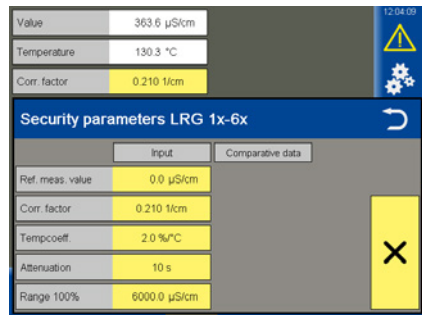 12:04:09
Value 363.6 µS/cm
Temperature 130.3 °C
Corr. factor 0.210 1/cm
Security parameters LRG 1x-6x
Input Comparative data
Ref. meas. value 0.0 µS/cm
Corr. factor 0.210 1/cm
Tempcoeff. 2.0 %/°C
Attenuation 10 s
Range 100% 6000.0 µS/cm